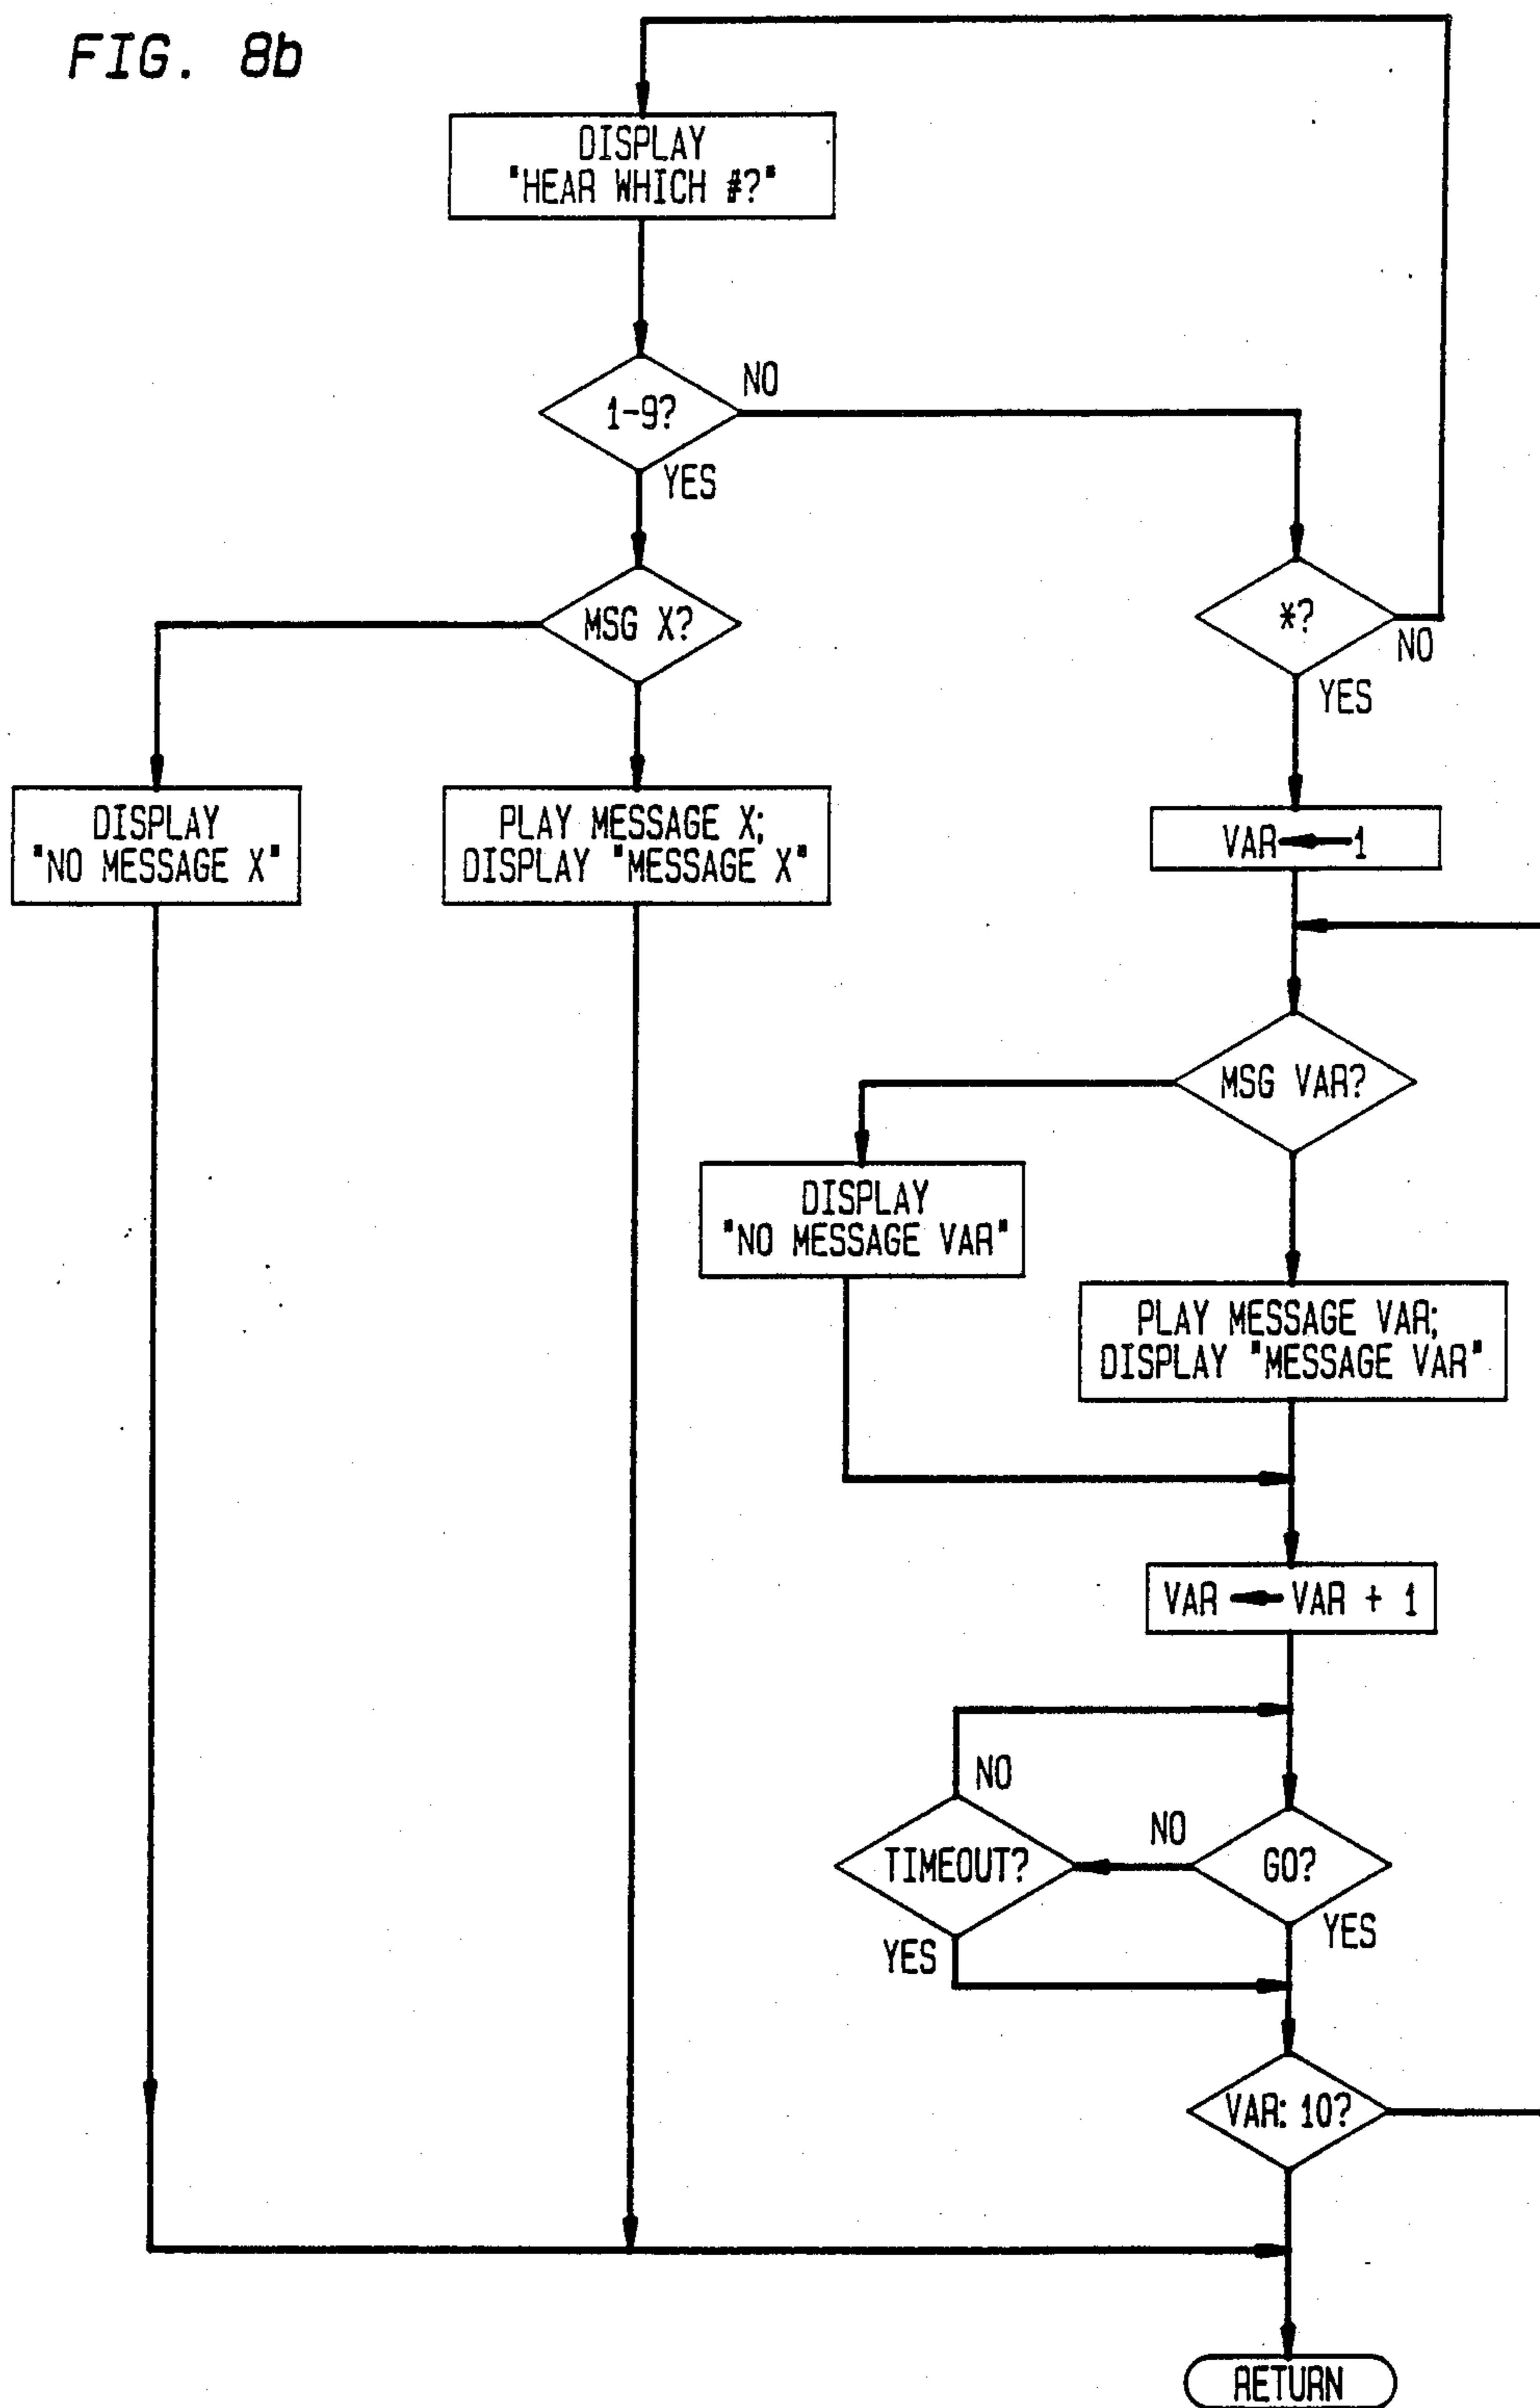 FIG. 8b
DISPLAY
"HEAR WHICH #?"
1-9?
NO
YES
MSG X?
*?
NO
YES
DISPLAY
"NO MESSAGE X"
PLAY MESSAGE X;
DISPLAY "MESSAGE X"
VAR ← 1
MSG VAR?
DISPLAY
"NO MESSAGE VAR"
PLAY MESSAGE VAR;
DISPLAY "MESSAGE VAR"
VAR ← VAR + 1
NO
TIMEOUT?
NO
GO?
YES
YES
VAR: 10?
RETURN